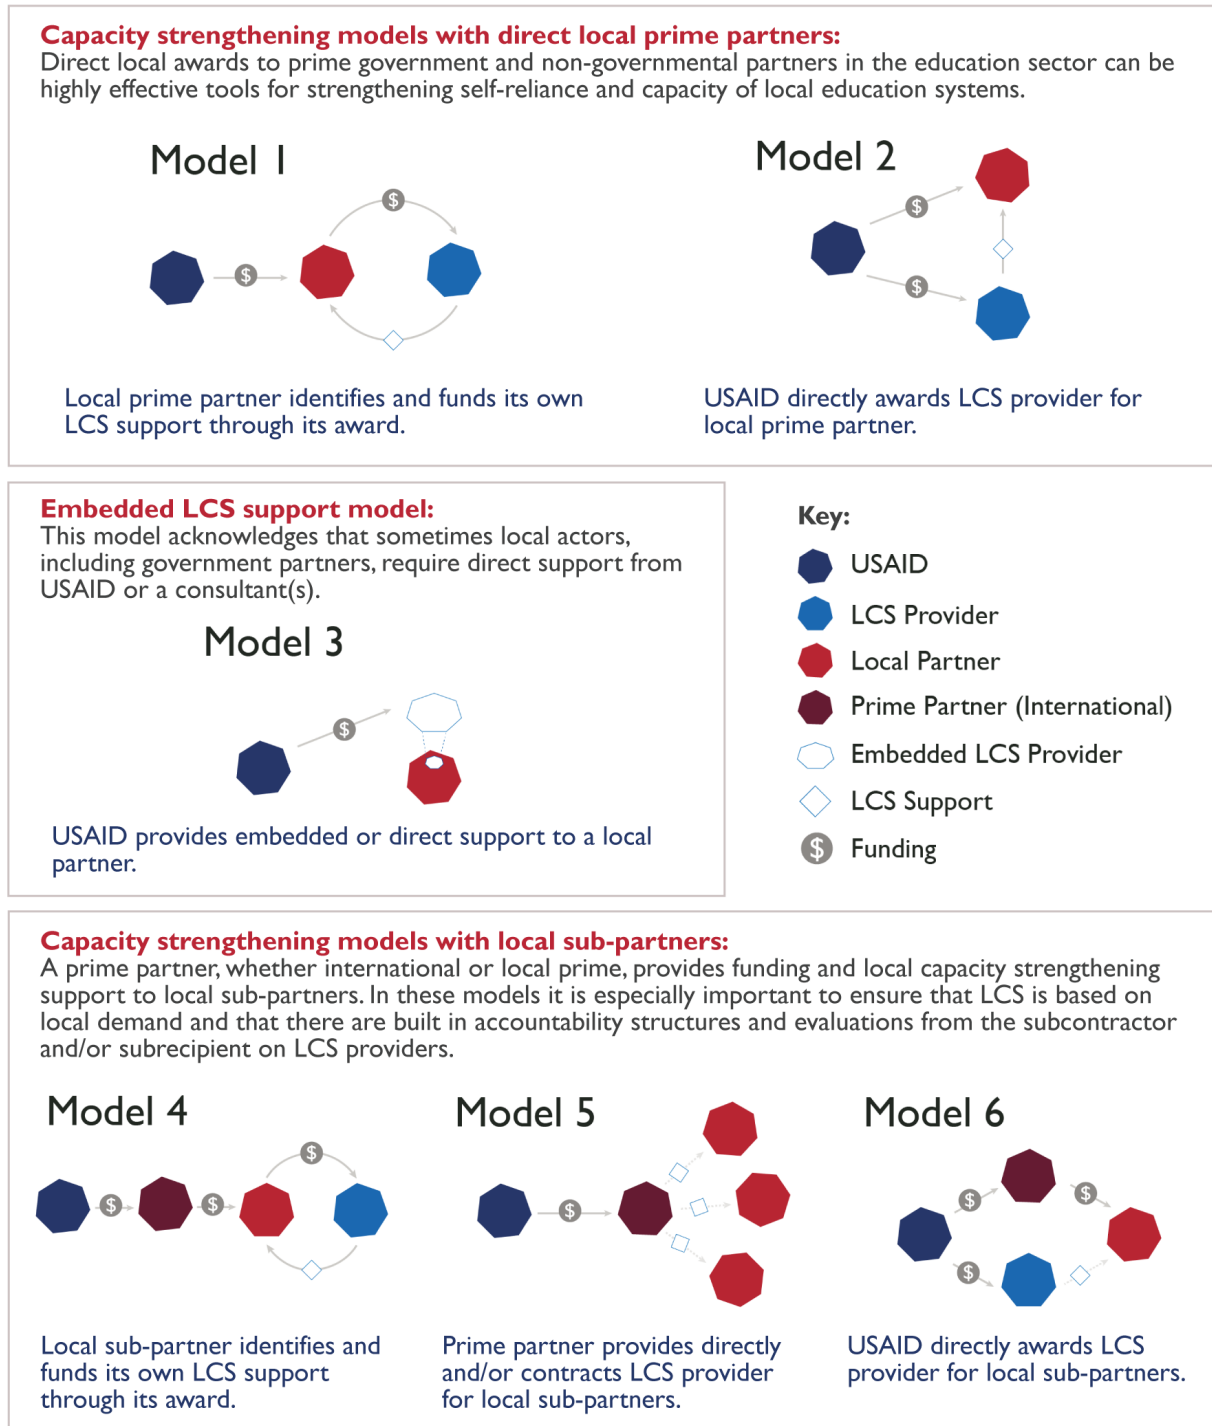 Capacity strengthening models with direct local prime partners:
Direct local awards to prime government and non-governmental partners in the education sector can be
highly effective tools for strengthening self-reliance and capacity of local education systems.
Model 1
$
$
Local prime partner identifies and funds its own
LCS support through its award.
Model 2
$
$
USAID directly awards LCS provider for
local prime partner.
Embedded LCS support model:
This model acknowledges that sometimes local actors,
including government partners, require direct support from
USAID or a consultant(s).
Model 3
$
USAID provides embedded or direct support to a local
partner.
Key:
USAID
LCS Provider
Local Partner
Prime Partner (International)
Embedded LCS Provider
LCS Support
$ Funding
Capacity strengthening models with local sub-partners:
A prime partner, whether international or local prime, provides funding and local capacity strengthening
support to local sub-partners. In these models it is especially important to ensure that LCS is based on
local demand and that there are built in accountability structures and evaluations from the subcontractor
and/or subrecipient on LCS providers.
Model 4
$
$ $
Local sub-partner identifies and
funds its own LCS support
through its award.
Model 5
$
Prime partner provides directly
and/or contracts LCS provider
for local sub-partners.
Model 6
$ $
$
USAID directly awards LCS
provider for local sub-partners.